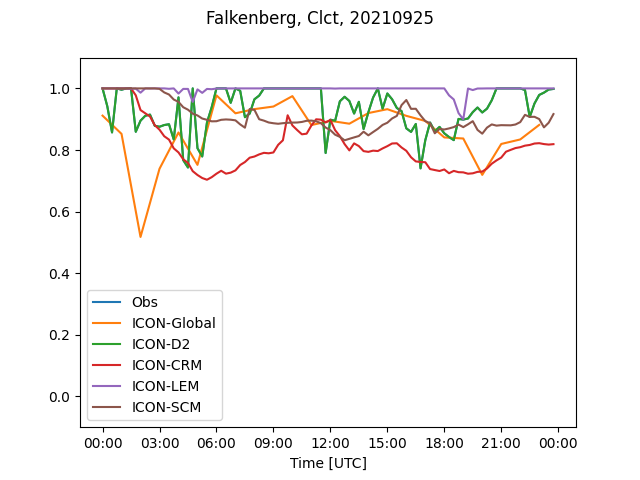 Falkenberg, Clct, 20210925
1.0
0.8
0.6
0.4
0.2
0.0
Obs
ICON-Global
ICON-D2
ICON-CRM
ICON-LEM
ICON-SCM
00:00 03:00 06:00 09:00 12:00 15:00 18:00 21:00 00:00
Time [UTC]